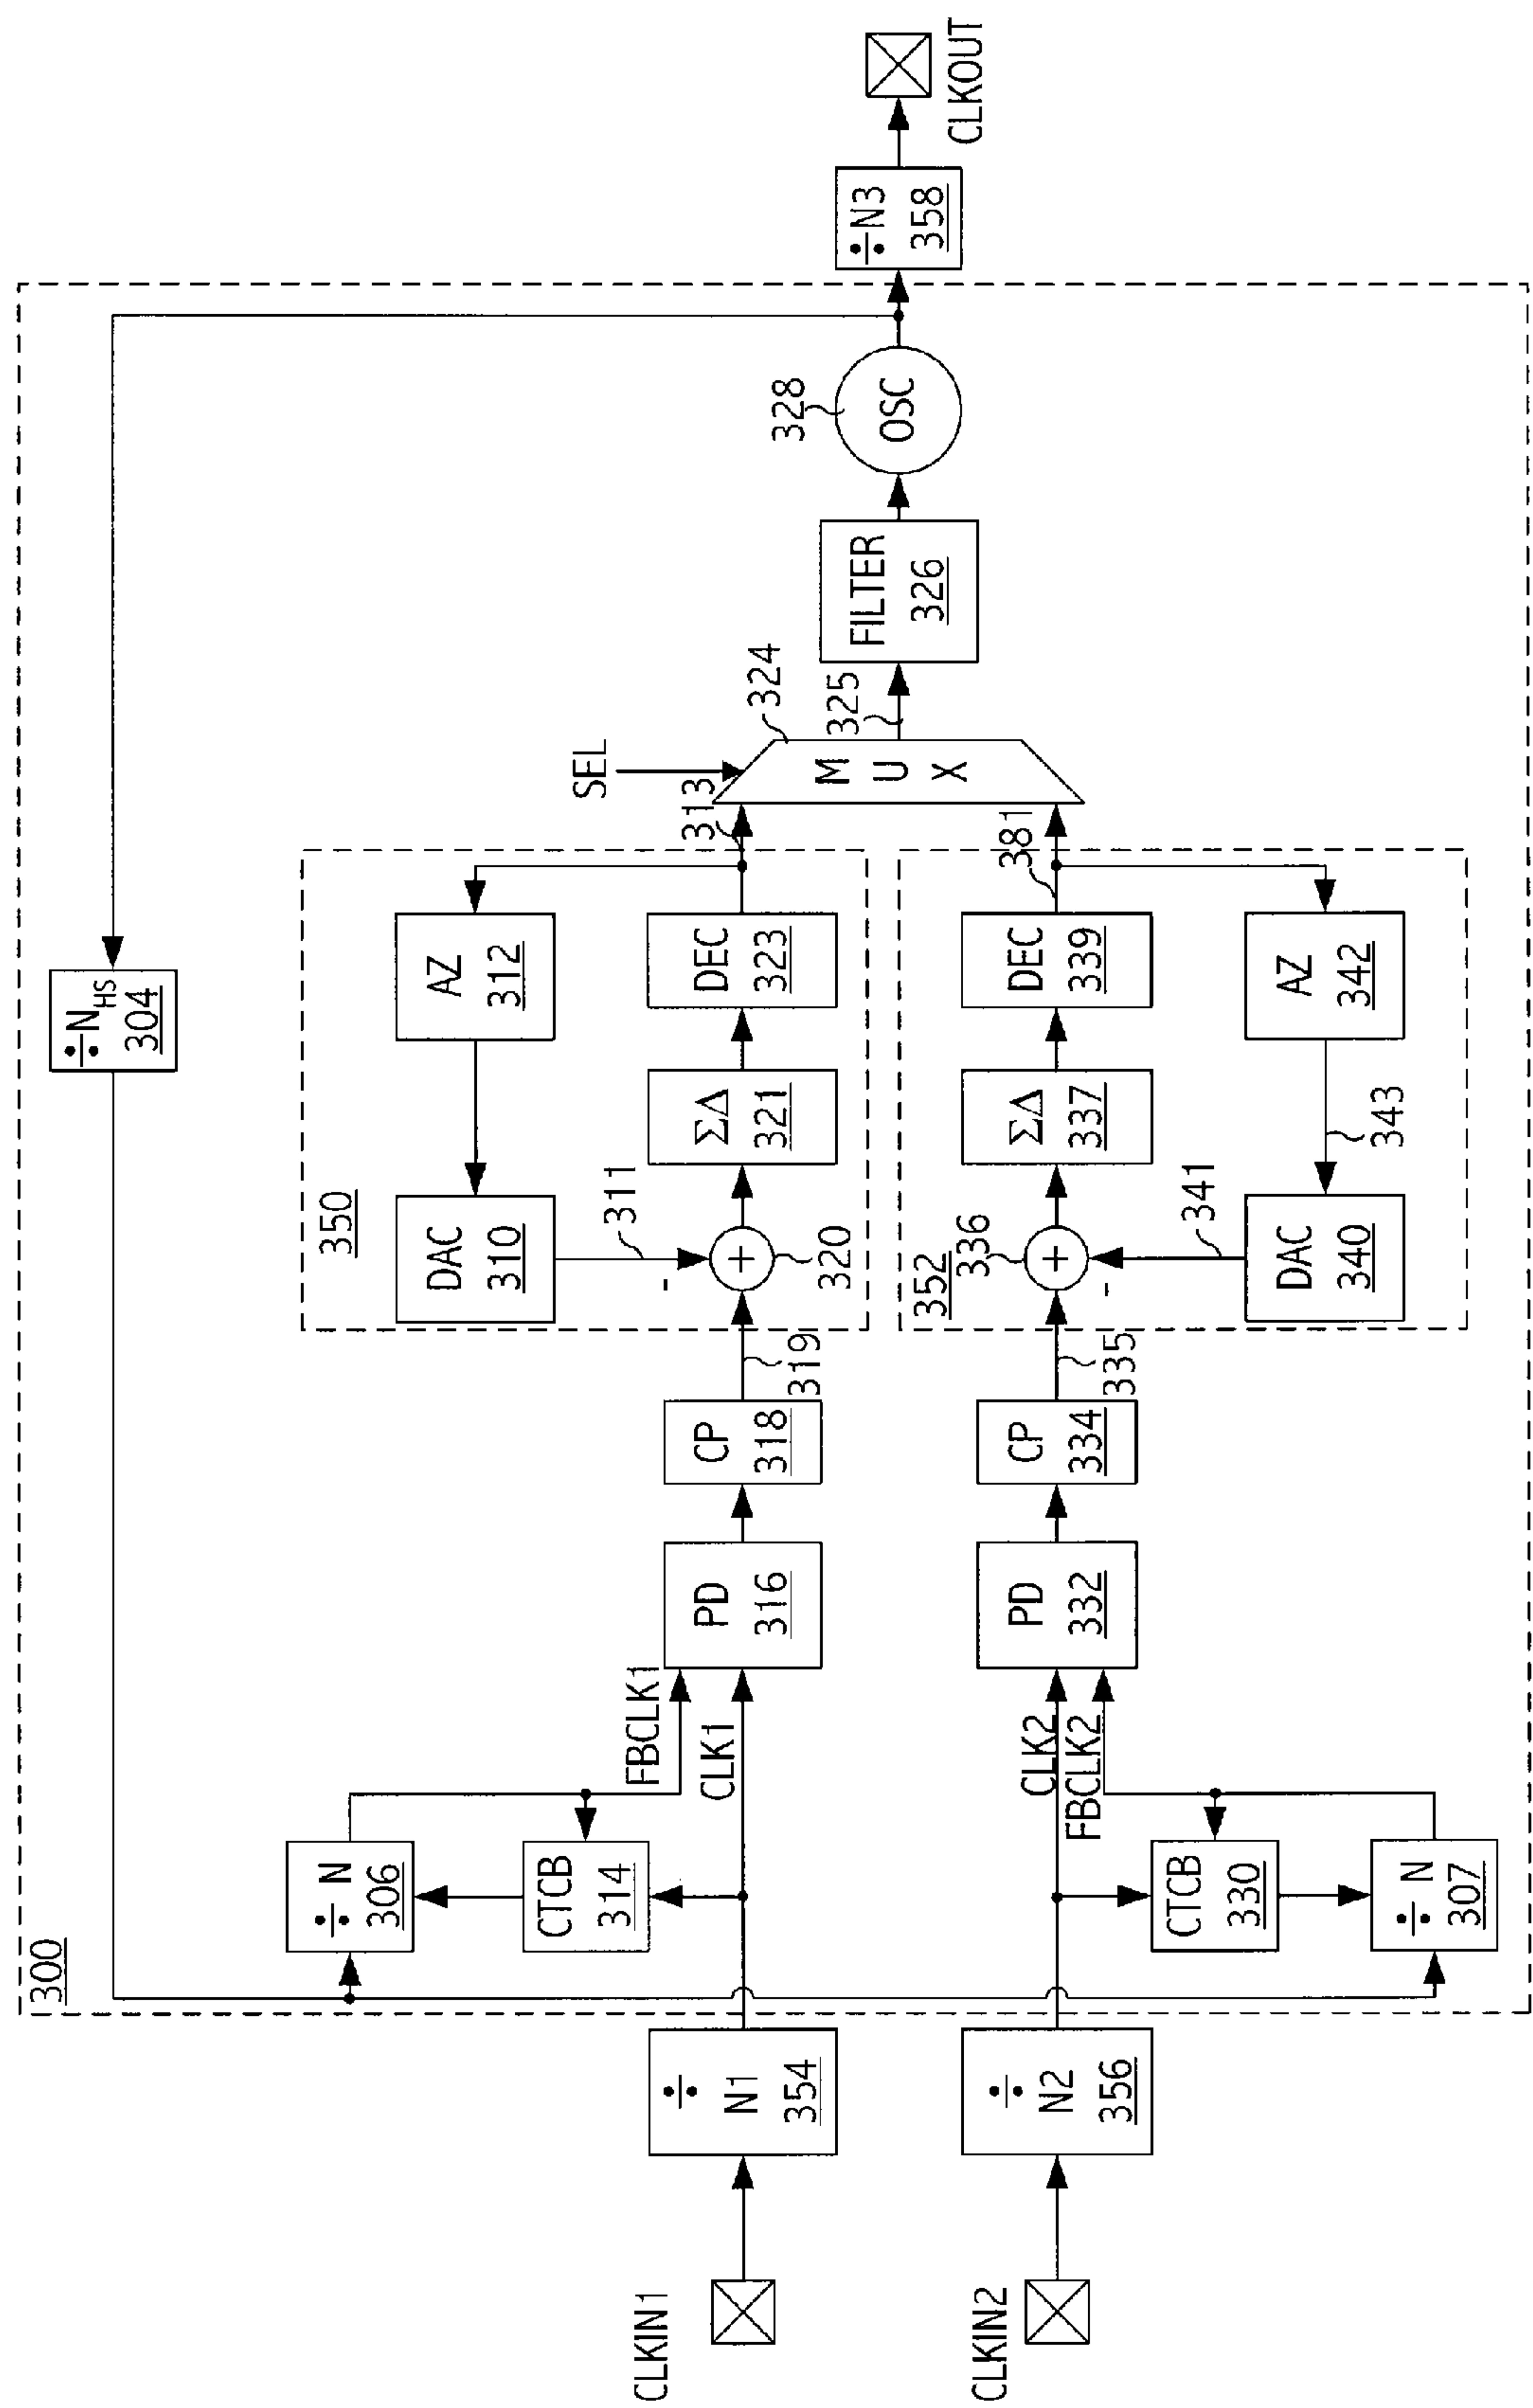 300
÷NHS
304
÷N
306
350
AZ
312
DAC
310
311
-
CTCB
314
FBCLK1
CLK1
CLKIN1
÷
N1
354
PD
316
CP
318
319
+
320
ΣΔ
321
DEC
323
313
SEL
324
M
U
X
325
FILTER
326
328
OSC
÷N3
358
CLKOUT
CLKIN2
÷
N2
356
CLK2
FBCLK2
PD
332
CP
334
335
352
336
+
-
ΣΔ
337
DEC
339
381
CTCB
330
÷N
307
341
DAC
340
343
AZ
342